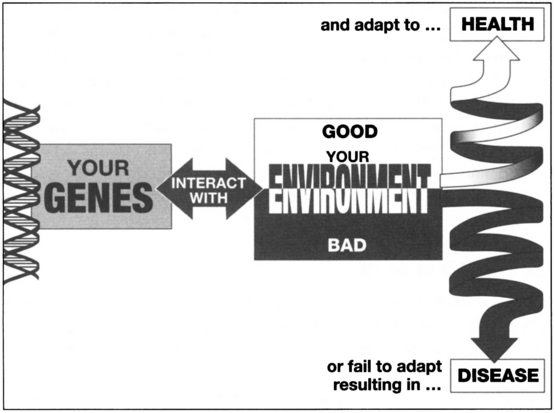 and adapt to ...
HEALTH
YOUR
GENES
INTERACT
WITH
GOOD
YOUR
ENVIRONMENT
BAD
or fail to adapt
resulting in ...
DISEASE